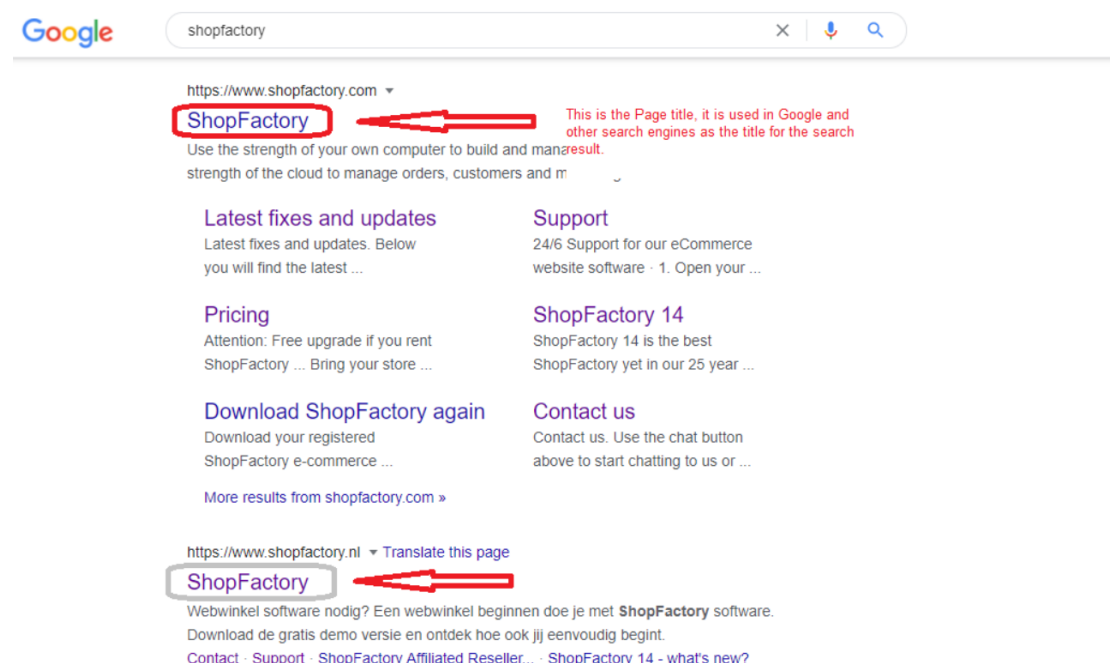 Google
shopfactory
https://www.shopfactory.com
ShopFactory
This is the Page title, it is used in Google and
other search engines as the title for the search
result.
Use the strength of your own computer to build and mana
strength of the cloud to manage orders, customers and m
Latest fixes and updates
Latest fixes and updates. Below
you will find the latest ...
Support
24/6 Support for our eCommerce
website software · 1. Open your ...
Pricing
Attention: Free upgrade if you rent
ShopFactory ... Bring your store ...
ShopFactory 14
ShopFactory 14 is the best
ShopFactory yet in our 25 year ...
Download ShopFactory again
Download your registered
ShopFactory e-commerce ...
Contact us
Contact us. Use the chat button
above to start chatting to us or ...
More results from shopfactory.com »
https://www.shopfactory.nl Translate this page
ShopFactory
Webwinkel software nodig? Een webwinkel beginnen doe je met ShopFactory software.
Download de gratis demo versie en ontdek hoe ook jij eenvoudig begint.
Contact · Support · ShopFactory Affiliated Reseller... · ShopFactory 14 - what's new?